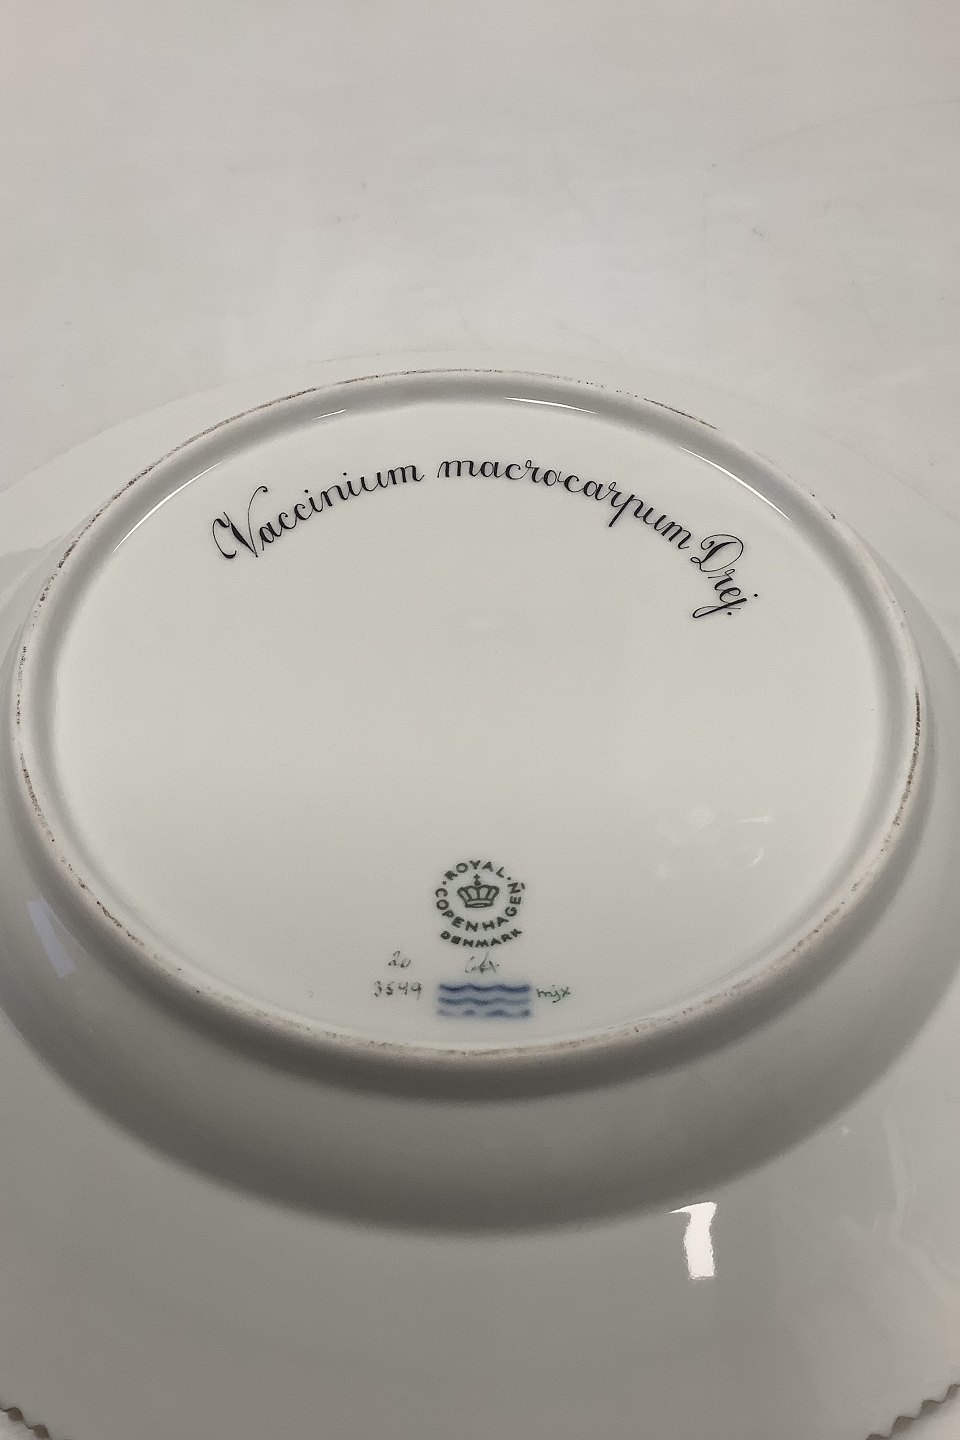 Vaccinium macrocarpum Drej.
ROYAL
COPENHAGEN
DENMARK
20
3549